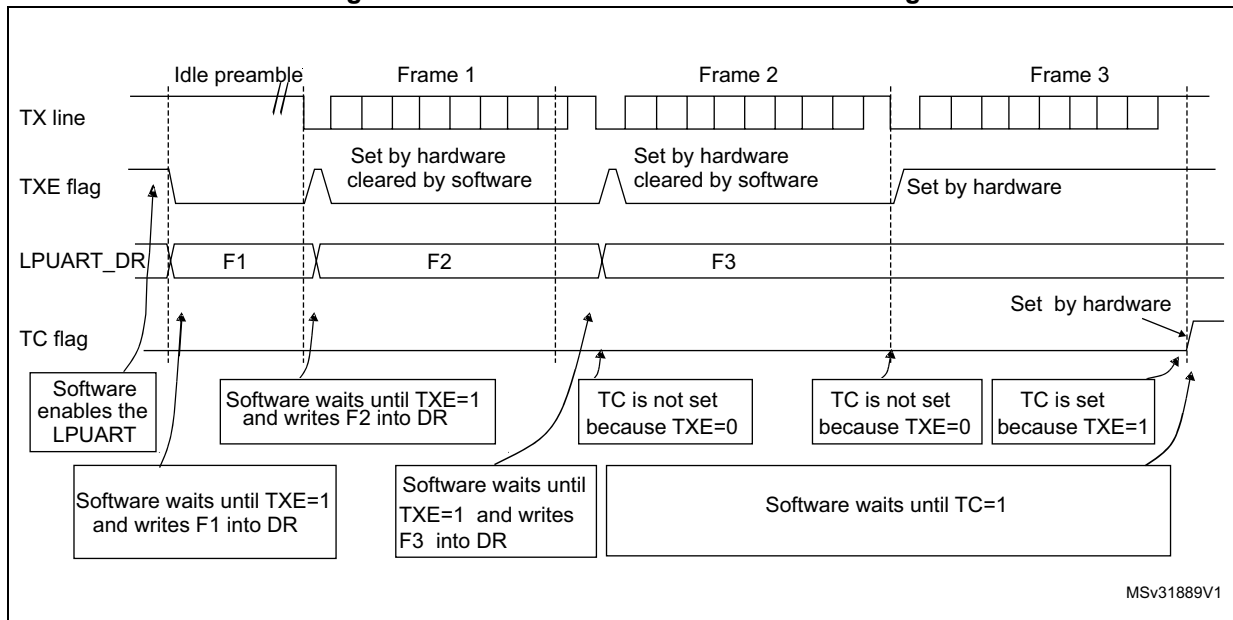 Idle preamble
Frame 1
Frame 2
Frame 3
TX line
Set by hardware
cleared by software
Set by hardware
cleared by software
TXE flag
Set by hardware
LPUART_DR
F1
F2
F3
Set by hardware
TC flag
Software
enables the
LPUART
Software waits until TXE=1
and writes F2 into DR
TC is not set
because TXE=0
TC is not set
because TXE=0
TC is set
because TXE=1
Software waits until TXE=1
and writes F1 into DR
Software waits until
TXE=1 and writes
F3 into DR
Software waits until TC=1
MSv31889V1